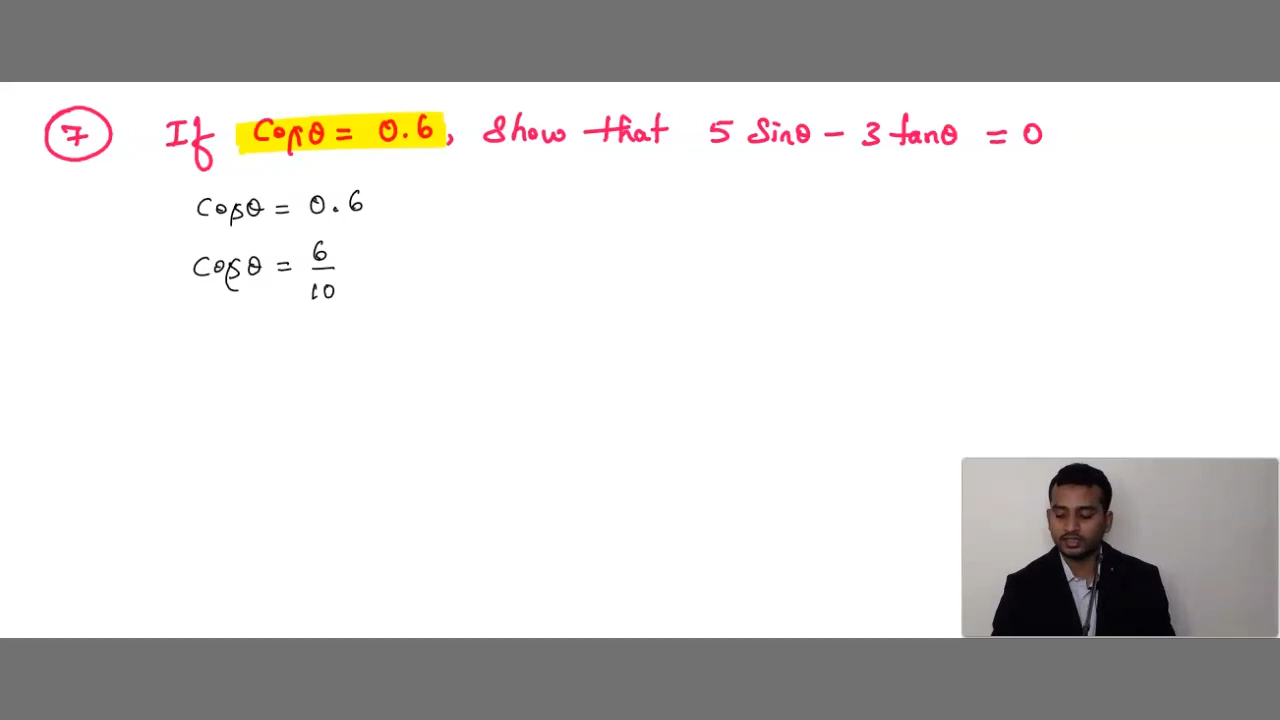 7 If Cosθ = 0.6, Show that 5 Sinθ - 3 tanθ = 0
Cosθ = 0.6
Cosθ = 6/10